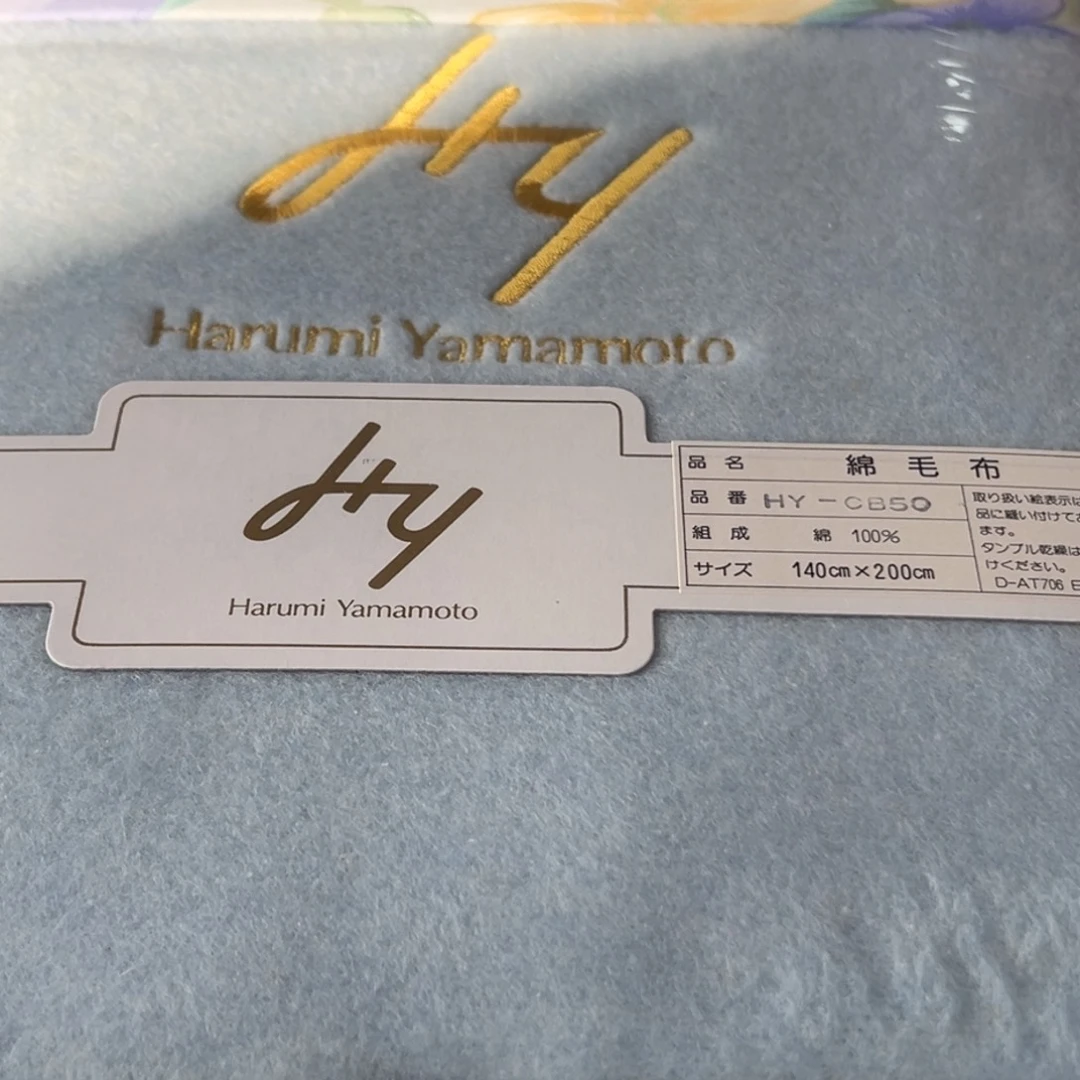 Hy
Harumi Yamamoto
Hy
Harumi Yamamoto
品名 綿毛布
品番 HY-CB50
組成 綿 100%
サイズ 140cm×200cm
取り扱い絵表示は
品に縫い付けてお
ます。
タンブル乾燥は
けください。
D-AT706 E